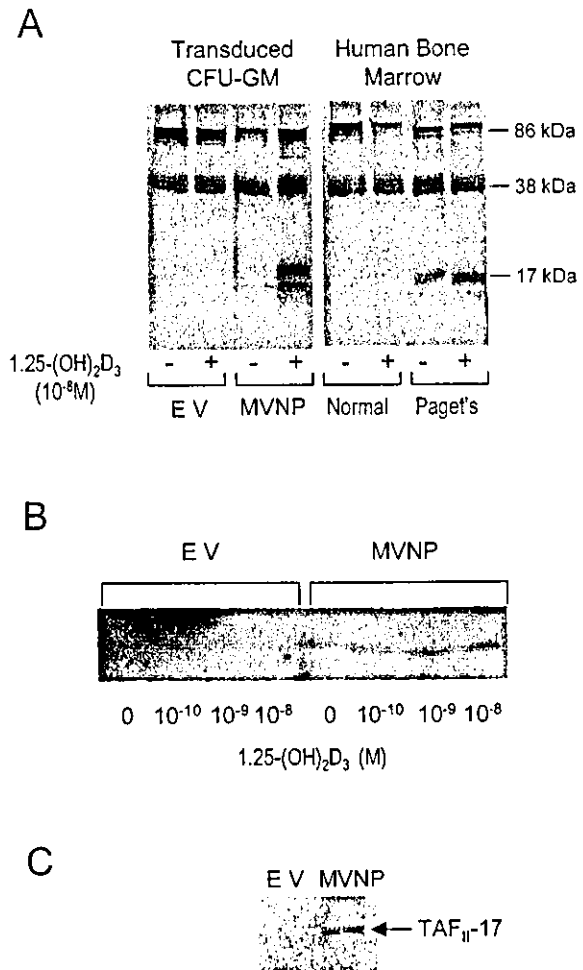 A
Transduced CFU-GM
Human Bone Marrow
86 kDa
38 kDa
17 kDa
1.25-(OH)₂D₃ (10⁻⁸M)
- + - + - + - +
E V MVNP Normal Paget's
B
E V MVNP
0 10⁻¹⁰ 10⁻⁹ 10⁻⁸ 0 10⁻¹⁰ 10⁻⁹ 10⁻⁸
1.25-(OH)₂D₃ (M)
C
E V MVNP
TAF₁₁-17